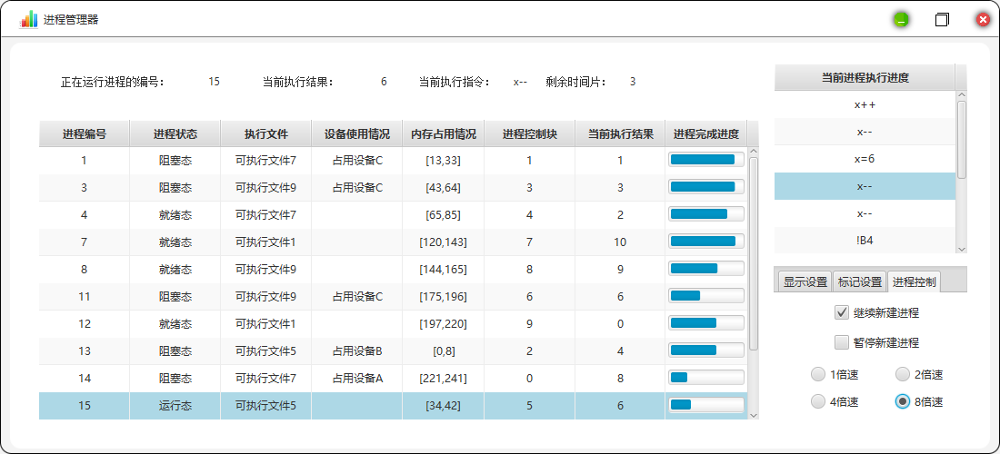 进程管理器
正在运行进程的编号： 15 当前执行结果： 6 当前执行指令： x-- 剩余时间片： 3
进程编号 进程状态 执行文件 设备使用情况 内存占用情况 进程控制块 当前执行结果 进程完成进度
1 阻塞态 可执行文件7 占用设备C [13,33] 1 1
3 阻塞态 可执行文件9 占用设备C [43,64] 3 3
4 就绪态 可执行文件7 [65,85] 4 2
7 就绪态 可执行文件1 [120,143] 7 10
8 就绪态 可执行文件9 [144,165] 8 9
11 阻塞态 可执行文件9 占用设备C [175,196] 6 6
12 就绪态 可执行文件1 [197,220] 9 0
13 阻塞态 可执行文件5 占用设备B [0,8] 2 4
14 阻塞态 可执行文件7 占用设备A [221,241] 0 8
15 运行态 可执行文件5 [34,42] 5 6
当前进程执行进度
x++
x--
x=6
x--
x--
!B4
显示设置 标记设置 进程控制
继续新建进程
暂停新建进程
1倍速 2倍速
4倍速 8倍速